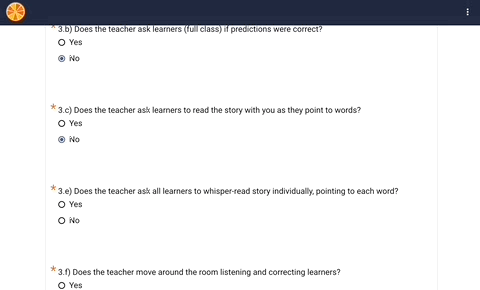 * 3.b) Does the teacher ask learners (full class) if predictions were correct?
Yes
No
* 3.c) Does the teacher ask learners to read the story with you as they point to words?
Yes
No
* 3.e) Does the teacher ask all learners to whisper-read story individually, pointing to each word?
Yes
No
* 3.f) Does the teacher move around the room listening and correcting learners?
Yes